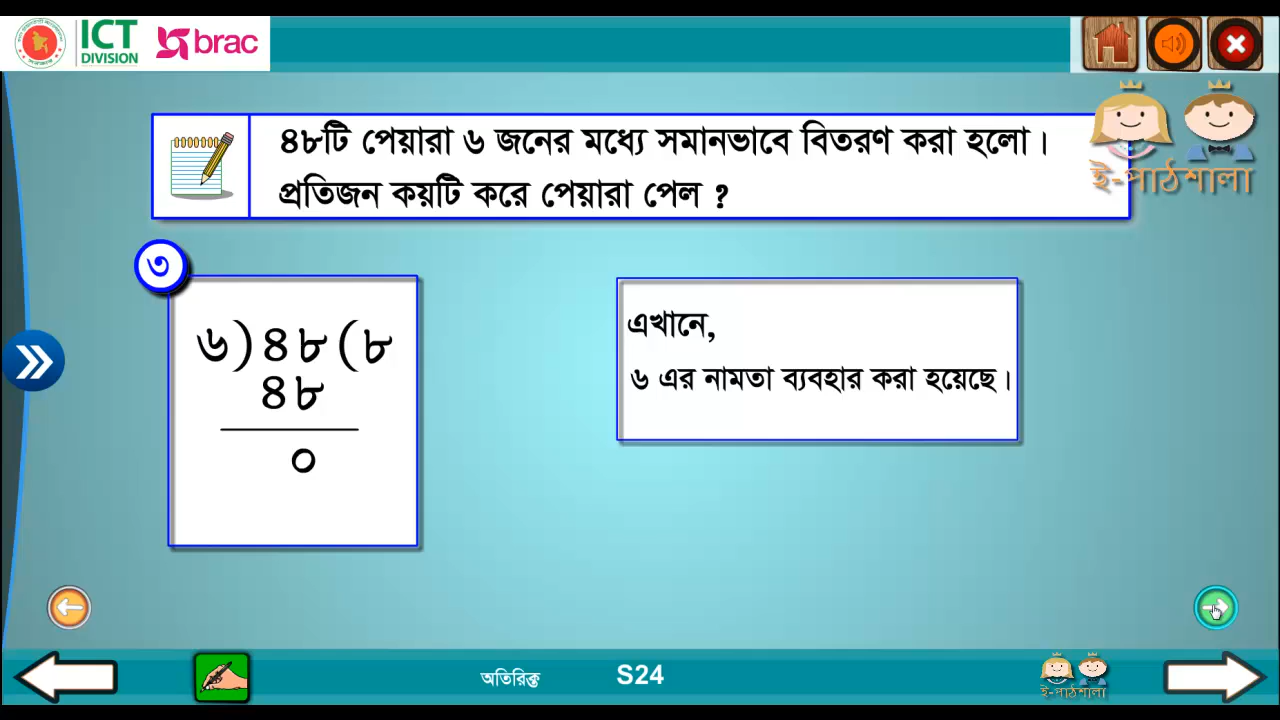 ICT
DIVISION
brac
৪৮টি পেয়ারা ৬ জনের মধ্যে সমানভাবে বিতরণ করা হলো।
প্রতিজন কয়টি করে পেয়ারা পেল ?
ই-পাঠশালা
৩
৬)৪৮(৮
৪৮
০
এখানে,
৬ এর নামতা ব্যবহার করা হয়েছে।
অতিরিক্ত
S24
ই-পাঠশালা